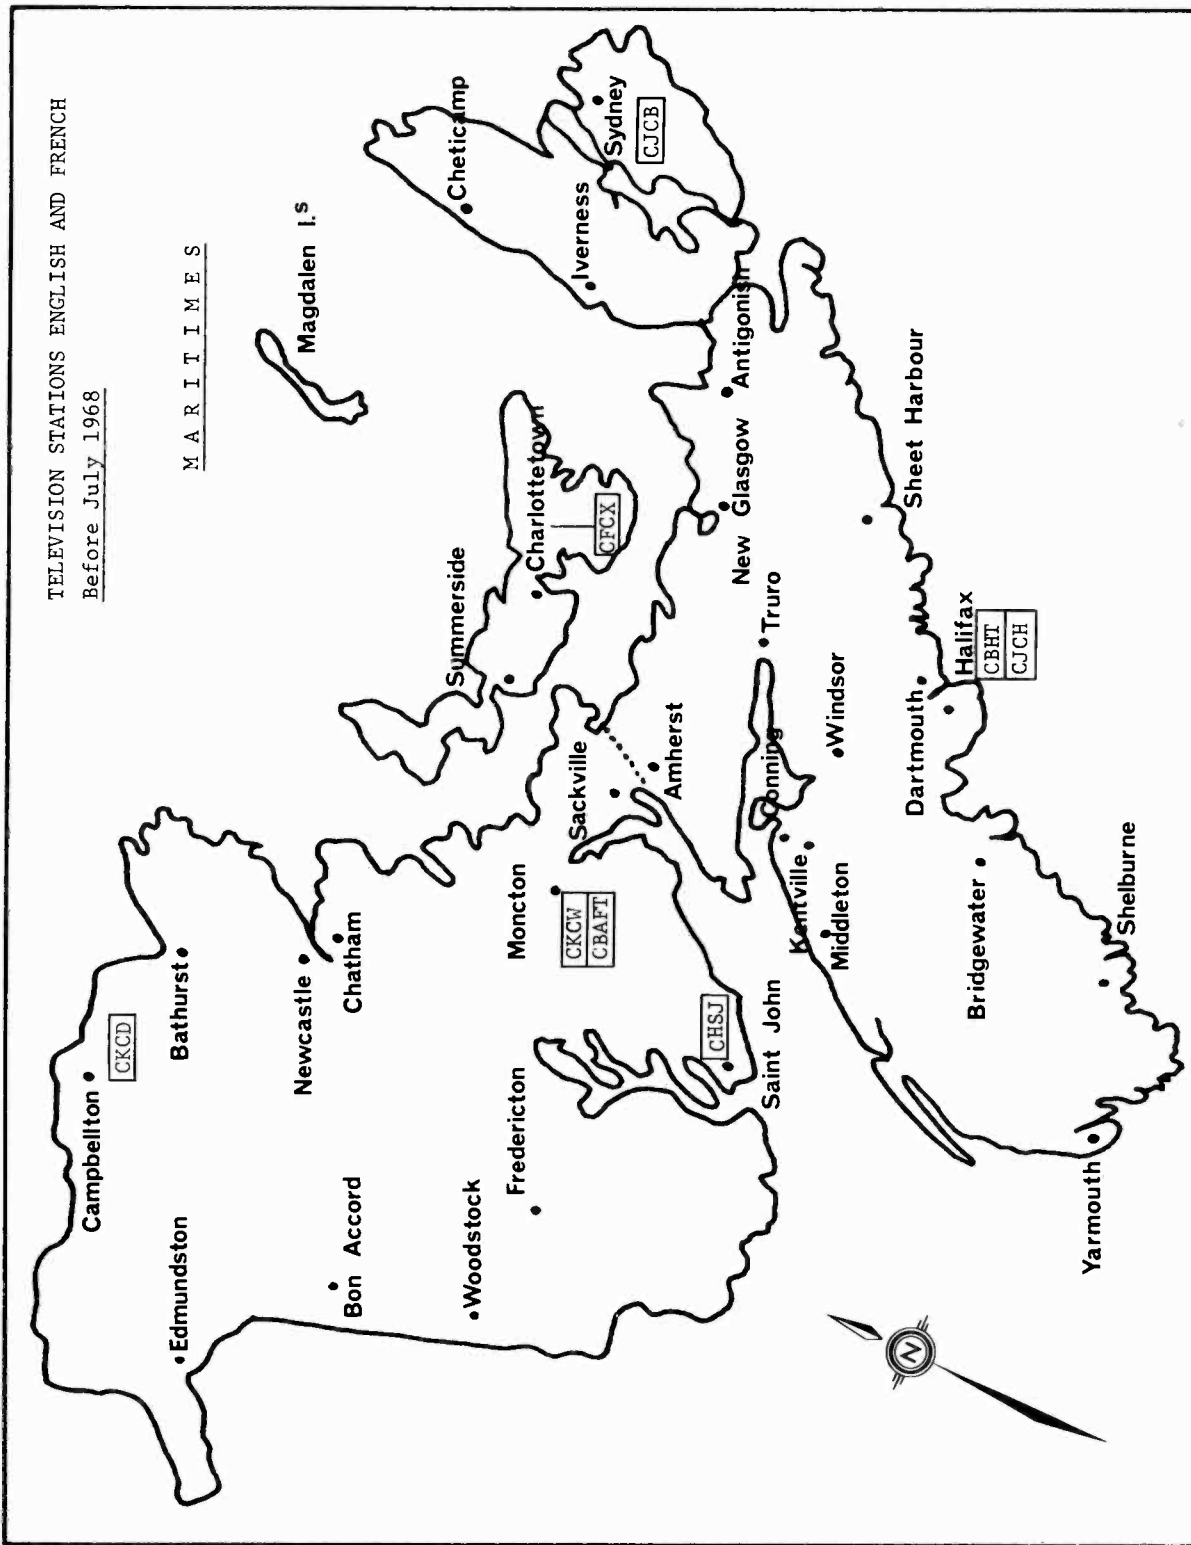 TELEVISION STATIONS ENGLISH AND FRENCH
Before July 1968
MARITIMES
Magdalen I.s
Cheticamp
Iverness
Sydney
CJCB
Antigonish
New Glasgow
Sheet Harbour
Summerside
Charlottetown
CFCX
Truro
Windsor
Halifax
CBHT
CJCH
Dartmouth
Sackville
Amherst
Conning
Kentville
Middleton
Bridgewater
Shelburne
Yarmouth
Moncton
CKCW
CBAFT
CHSJ
Saint John
Campbellton
CKCD
Bathurst
Newcastle
Chatham
Fredericton
Edmundston
Bon Accord
Woodstock
N